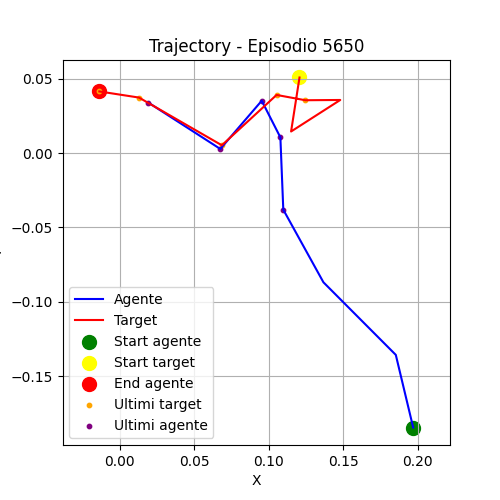 Trajectory - Episodio 5650
0.05
0.00
−0.05
−0.10
−0.15
Agente
Target
Start agente
Start target
End agente
Ultimi target
Ultimi agente
0.00 0.05 0.10 0.15 0.20
X